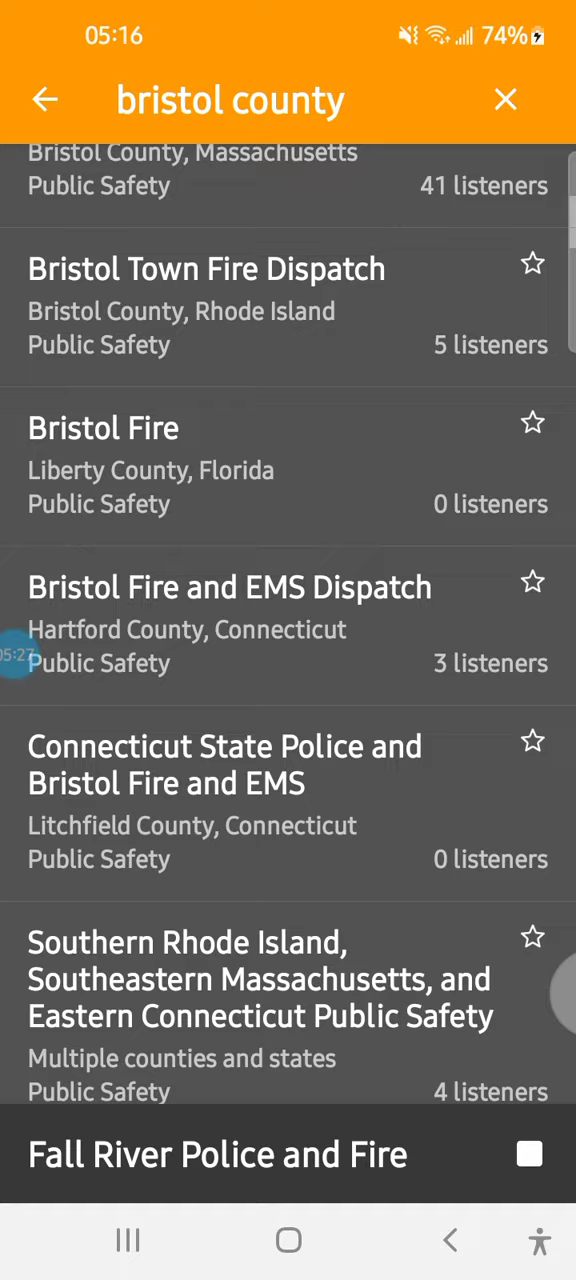 05:16
74%
bristol county
Bristol County, Massachusetts
Public Safety
41 listeners
Bristol Town Fire Dispatch
Bristol County, Rhode Island
Public Safety
5 listeners
Bristol Fire
Liberty County, Florida
Public Safety
0 listeners
Bristol Fire and EMS Dispatch
Hartford County, Connecticut
05:27
Public Safety
3 listeners
Connecticut State Police and
Bristol Fire and EMS
Litchfield County, Connecticut
Public Safety
0 listeners
Southern Rhode Island,
Southeastern Massachusetts, and
Eastern Connecticut Public Safety
Multiple counties and states
Public Safety
4 listeners
Fall River Police and Fire